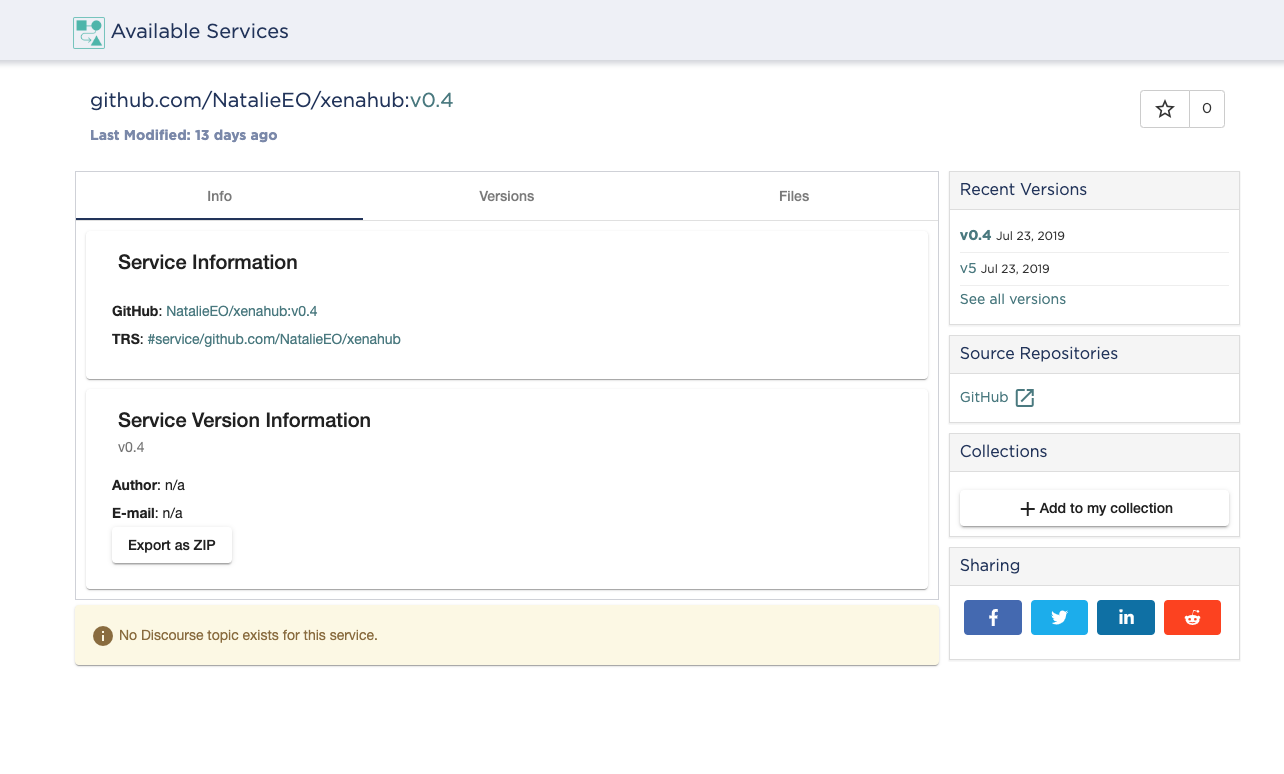 Available Services
github.com/NatalieEO/xenahub:v0.4
Last Modified: 13 days ago
0
Info
Versions
Files
Service Information
GitHub: NatalieEO/xenahub:v0.4
TRS: #service/github.com/NatalieEO/xenahub
Service Version Information
v0.4
Author: n/a
E-mail: n/a
Export as ZIP
No Discourse topic exists for this service.
Recent Versions
v0.4 Jul 23, 2019
v5 Jul 23, 2019
See all versions
Source Repositories
GitHub
Collections
Add to my collection
Sharing